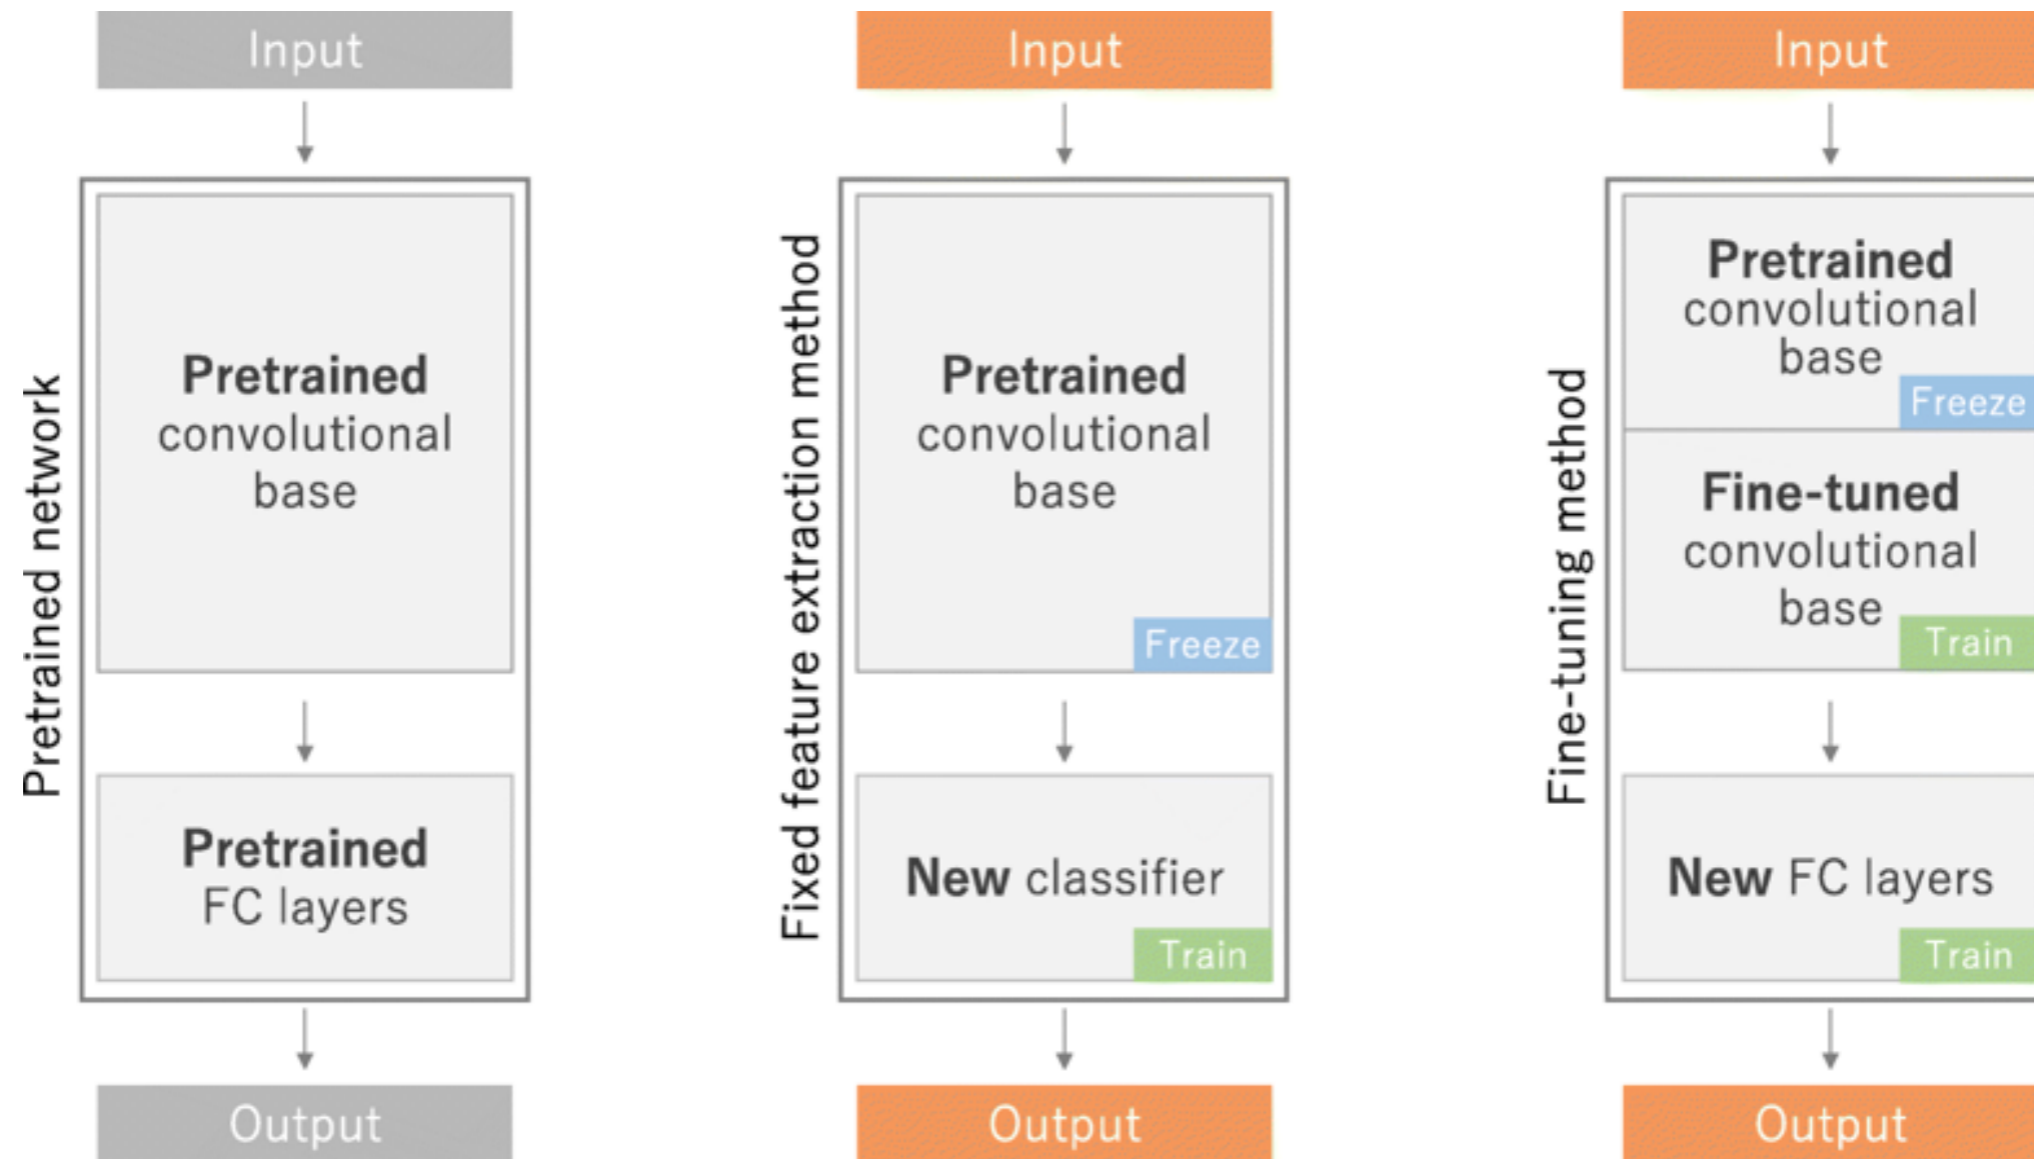 Input
Pretrained network
Pretrained
convolutional
base
Pretrained
FC layers
Output
Input
Fixed feature extraction method
Pretrained
convolutional
base
Freeze
New classifier
Train
Output
Input
Fine-tuning method
Pretrained
convolutional
base
Freeze
Fine-tuned
convolutional
base
Train
New FC layers
Train
Output